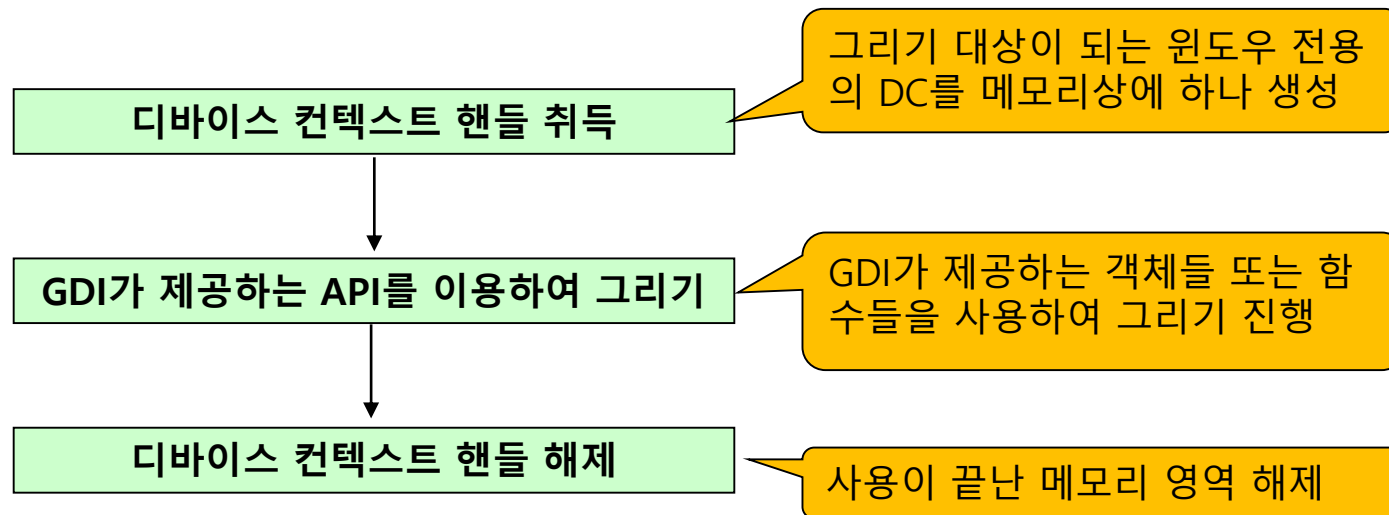 그리기 대상이 되는 윈도우 전용
의 DC를 메모리상에 하나 생성
디바이스 컨텍스트 핸들 취득
GDI가 제공하는 API를 이용하여 그리기
GDI가 제공하는 객체들 또는 함
수들을 사용하여 그리기 진행
디바이스 컨텍스트 핸들 해제
사용이 끝난 메모리 영역 해제